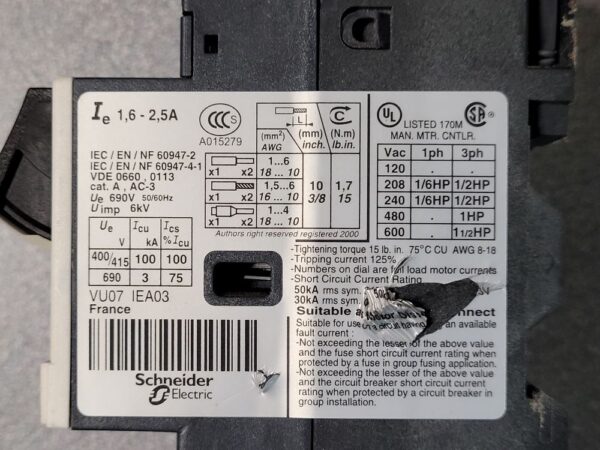 Ie 1,6 - 2,5A
CCC S
A015279
IEC / EN / NF 60947-2
IEC / EN / NF 60947-4-1
VDE 0660 , 0113
cat. A , AC-3
Ue 690V 50/60Hz
Uimp 6kV
Ue V Icu kA Ics % Icu
400/415 100 100
690 3 75
VU07 IEA03
France
Schneider
Electric
L
(mm²) AWG (mm) inch. C (N.m) lb.in.
x1 x2 1...6 18 ... 10
x1 x2 1,5...6 16 ... 10
x1 x2 1...4 18 ... 10
10 3/8 1,7 15
Authors right reserved registered 2000
UL LISTED 170M SA ®
MAN. MTR. CNTLR.
Vac 1ph 3ph
120 . .
208 1/6HP 1/2HP
240 1/6HP 1/2HP
480 . 1HP
600 . 11/2HP
-Tightening torque 15 lb. in. 75°C CU AWG 8-18
-Tripping current 125%
-Numbers on dial are full load motor currents
-Short Circuit Current Rating
50kA rms sym.
30kA rms sym.
Suitable a
Suitable for use an available
fault current :
-Not exceeding the lesser of the above value
and the fuse short circuit current rating when
protected by a fuse in group fusing application.
-Not exceeding the lesser of the above values
and the circuit breaker short circuit current
rating when protected by a circuit breaker in
group installation.